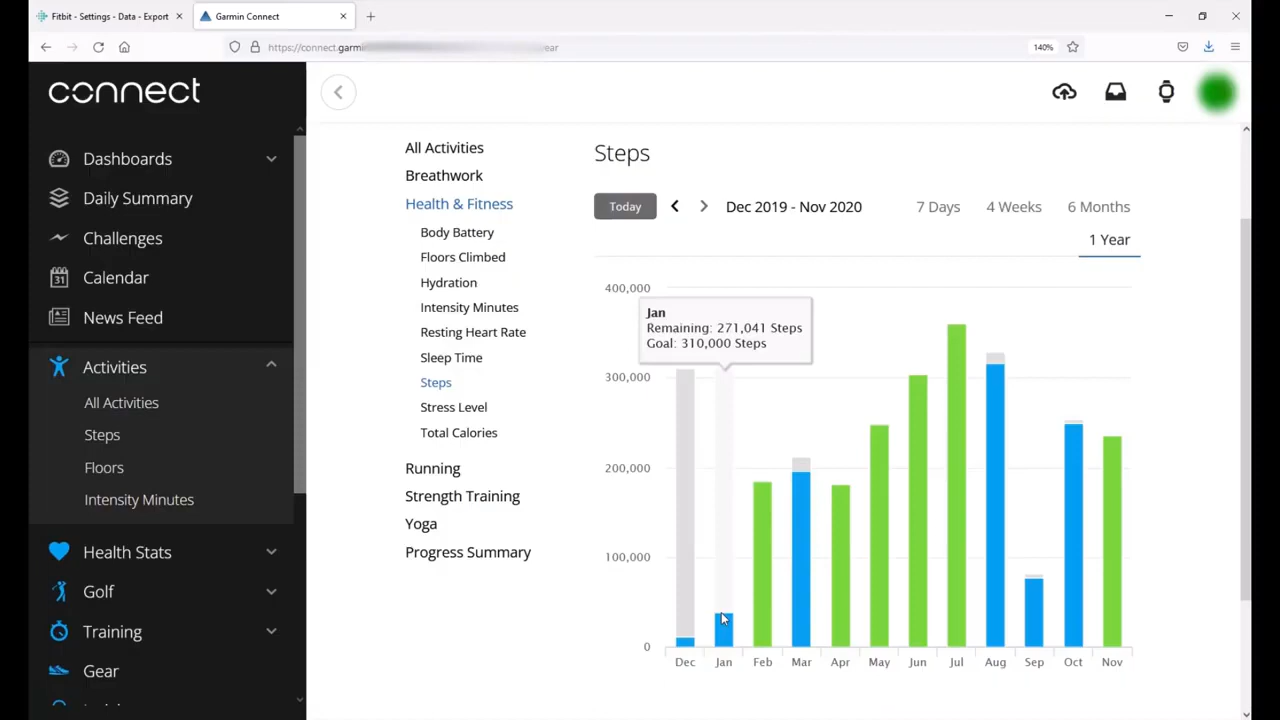 Fitbit - Settings - Data - Export
Garmin Connect
https://connect.garmi
ear
140%
connect
Dashboards
Daily Summary
Challenges
31
Calendar
News Feed
Activities
All Activities
Steps
Floors
Intensity Minutes
Health Stats
Golf
Training
Gear
All Activities
Breathwork
Health & Fitness
Body Battery
Floors Climbed
Hydration
Intensity Minutes
Resting Heart Rate
Sleep Time
Steps
Stress Level
Total Calories
Running
Strength Training
Yoga
Progress Summary
Steps
Today
Dec 2019 - Nov 2020
7 Days
4 Weeks
6 Months
1 Year
400,000
300,000
200,000
100,000
0
Jan
Remaining: 271,041 Steps
Goal: 310,000 Steps
Dec Jan Feb Mar Apr May Jun Jul Aug Sep Oct Nov